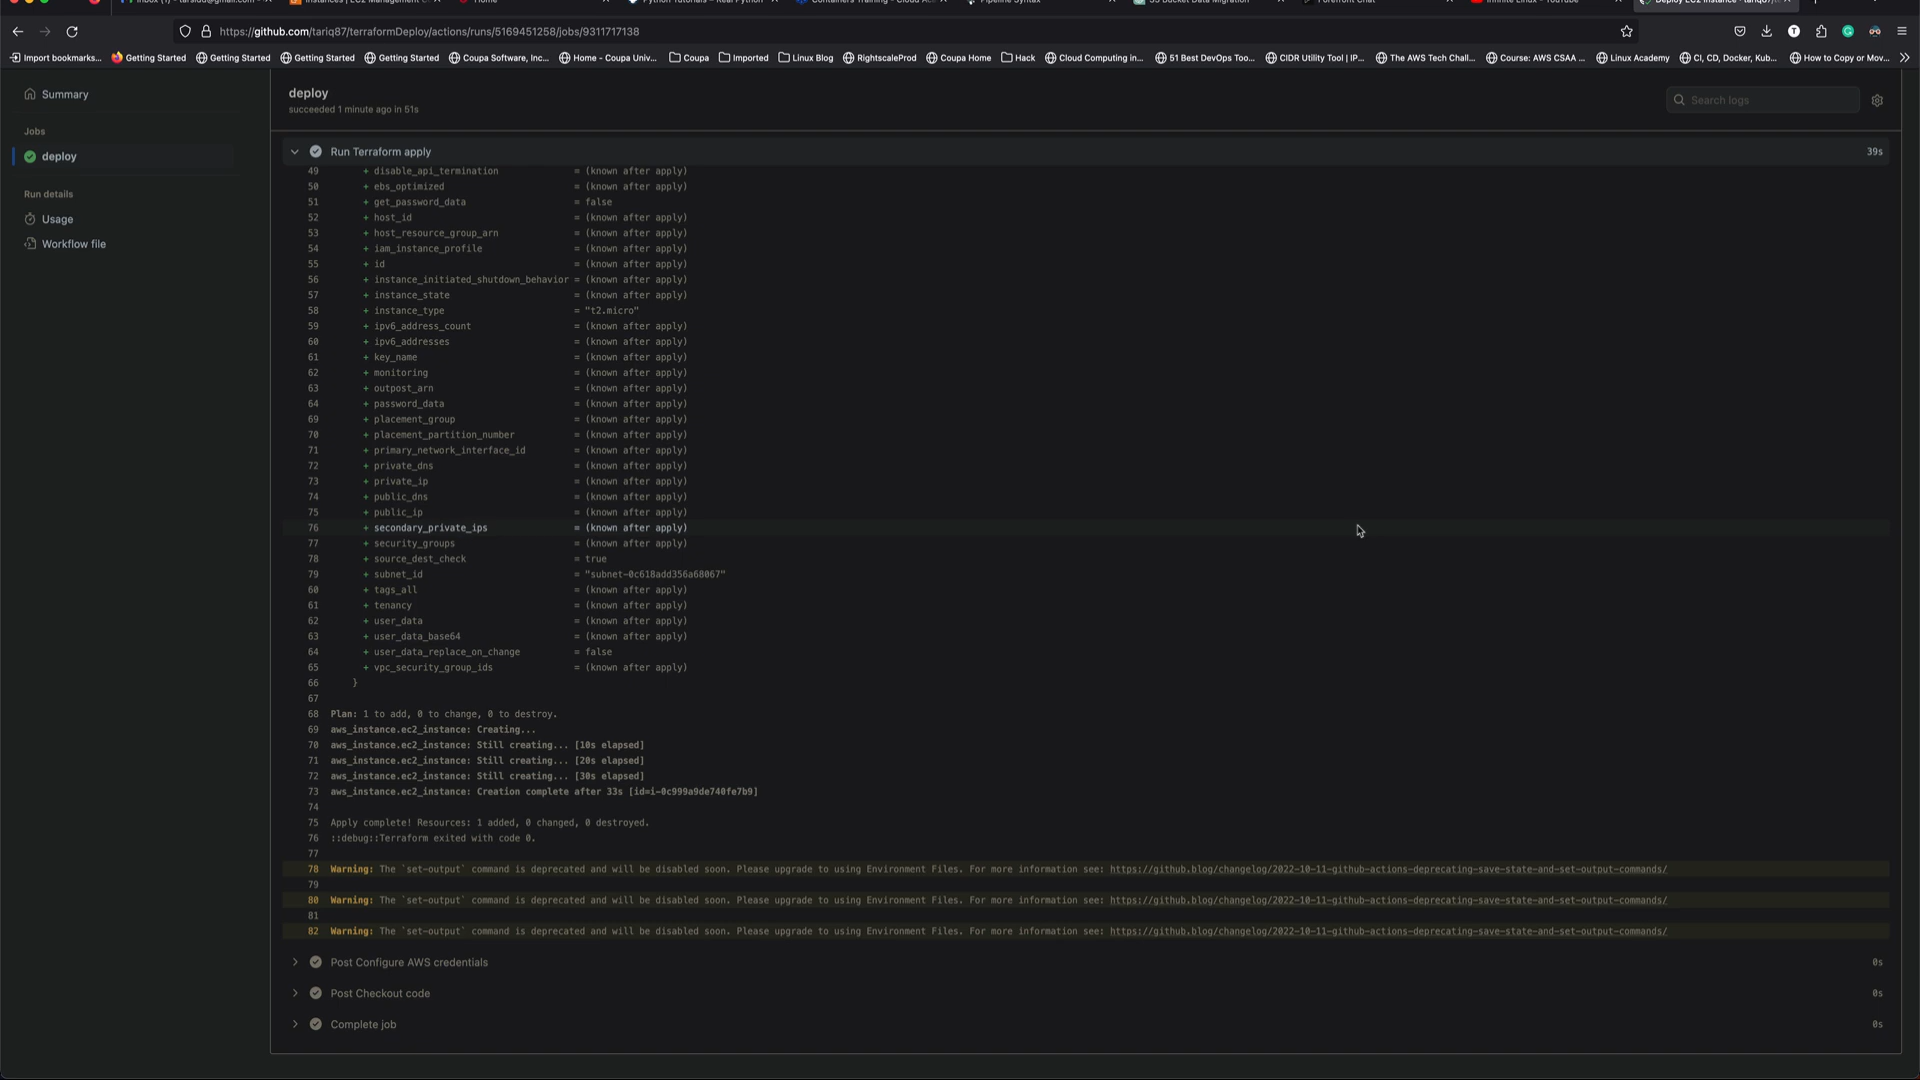 https://github.com/tariq87/terraformDeploy/actions/runs/5169451258/jobs/9311717138
Import bookmarks... Getting Started Getting Started Getting Started Getting Started Coupa Software, Inc... Home - Coupa Univ... Coupa Imported Linux Blog RightscaleProd Coupa Home Hack Cloud Computing in... 51 Best DevOps Too... CIDR Utility Tool | IP... The AWS Tech Chall... Course: AWS CSAA ... Linux Academy CI, CD, Docker, Kub... How to Copy or Mov...
Summary
Jobs
deploy
Run details
Usage
Workflow file
deploy
succeeded 1 minute ago in 51s
Search logs
Run Terraform apply 39s
49 + disable_api_termination = (known after apply)
50 + ebs_optimized = (known after apply)
51 + get_password_data = false
52 + host_id = (known after apply)
53 + host_resource_group_arn = (known after apply)
54 + iam_instance_profile = (known after apply)
55 + id = (known after apply)
56 + instance_initiated_shutdown_behavior = (known after apply)
57 + instance_state = (known after apply)
58 + instance_type = "t2.micro"
59 + ipv6_address_count = (known after apply)
60 + ipv6_addresses = (known after apply)
61 + key_name = (known after apply)
62 + monitoring = (known after apply)
63 + outpost_arn = (known after apply)
64 + password_data = (known after apply)
69 + placement_group = (known after apply)
70 + placement_partition_number = (known after apply)
71 + primary_network_interface_id = (known after apply)
72 + private_dns = (known after apply)
73 + private_ip = (known after apply)
74 + public_dns = (known after apply)
75 + public_ip = (known after apply)
76 + secondary_private_ips = (known after apply)
77 + security_groups = (known after apply)
78 + source_dest_check = true
79 + subnet_id = "subnet-0c618add356a68067"
60 + tags_all = (known after apply)
61 + tenancy = (known after apply)
62 + user_data = (known after apply)
63 + user_data_base64 = (known after apply)
64 + user_data_replace_on_change = false
65 + vpc_security_group_ids = (known after apply)
66 }
67
68 Plan: 1 to add, 0 to change, 0 to destroy.
69 aws_instance.ec2_instance: Creating...
70 aws_instance.ec2_instance: Still creating... [10s elapsed]
71 aws_instance.ec2_instance: Still creating... [20s elapsed]
72 aws_instance.ec2_instance: Still creating... [30s elapsed]
73 aws_instance.ec2_instance: Creation complete after 33s [id=i-0c999a9de740fe7b9]
74
75 Apply complete! Resources: 1 added, 0 changed, 0 destroyed.
76 ::debug::Terraform exited with code 0.
77
78 Warning: The `set-output` command is deprecated and will be disabled soon. Please upgrade to using Environment Files. For more information see: https://github.blog/changelog/2022-10-11-github-actions-deprecating-save-state-and-set-output-commands/
79
80 Warning: The `set-output` command is deprecated and will be disabled soon. Please upgrade to using Environment Files. For more information see: https://github.blog/changelog/2022-10-11-github-actions-deprecating-save-state-and-set-output-commands/
81
82 Warning: The `set-output` command is deprecated and will be disabled soon. Please upgrade to using Environment Files. For more information see: https://github.blog/changelog/2022-10-11-github-actions-deprecating-save-state-and-set-output-commands/
Post Configure AWS credentials 0s
Post Checkout code 0s
Complete job 0s